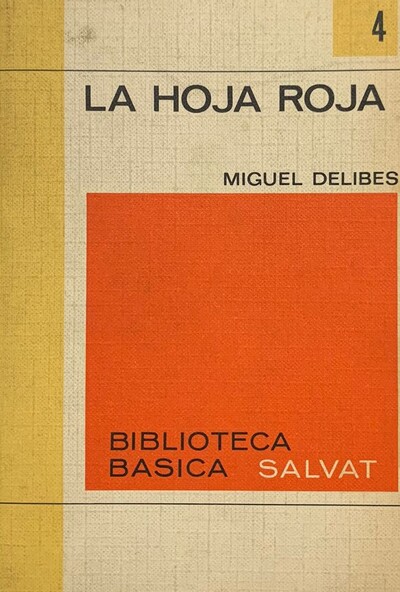 4
LA HOJA ROJA
MIGUEL DELIBES
BIBLIOTECA
BASICA SALVAT